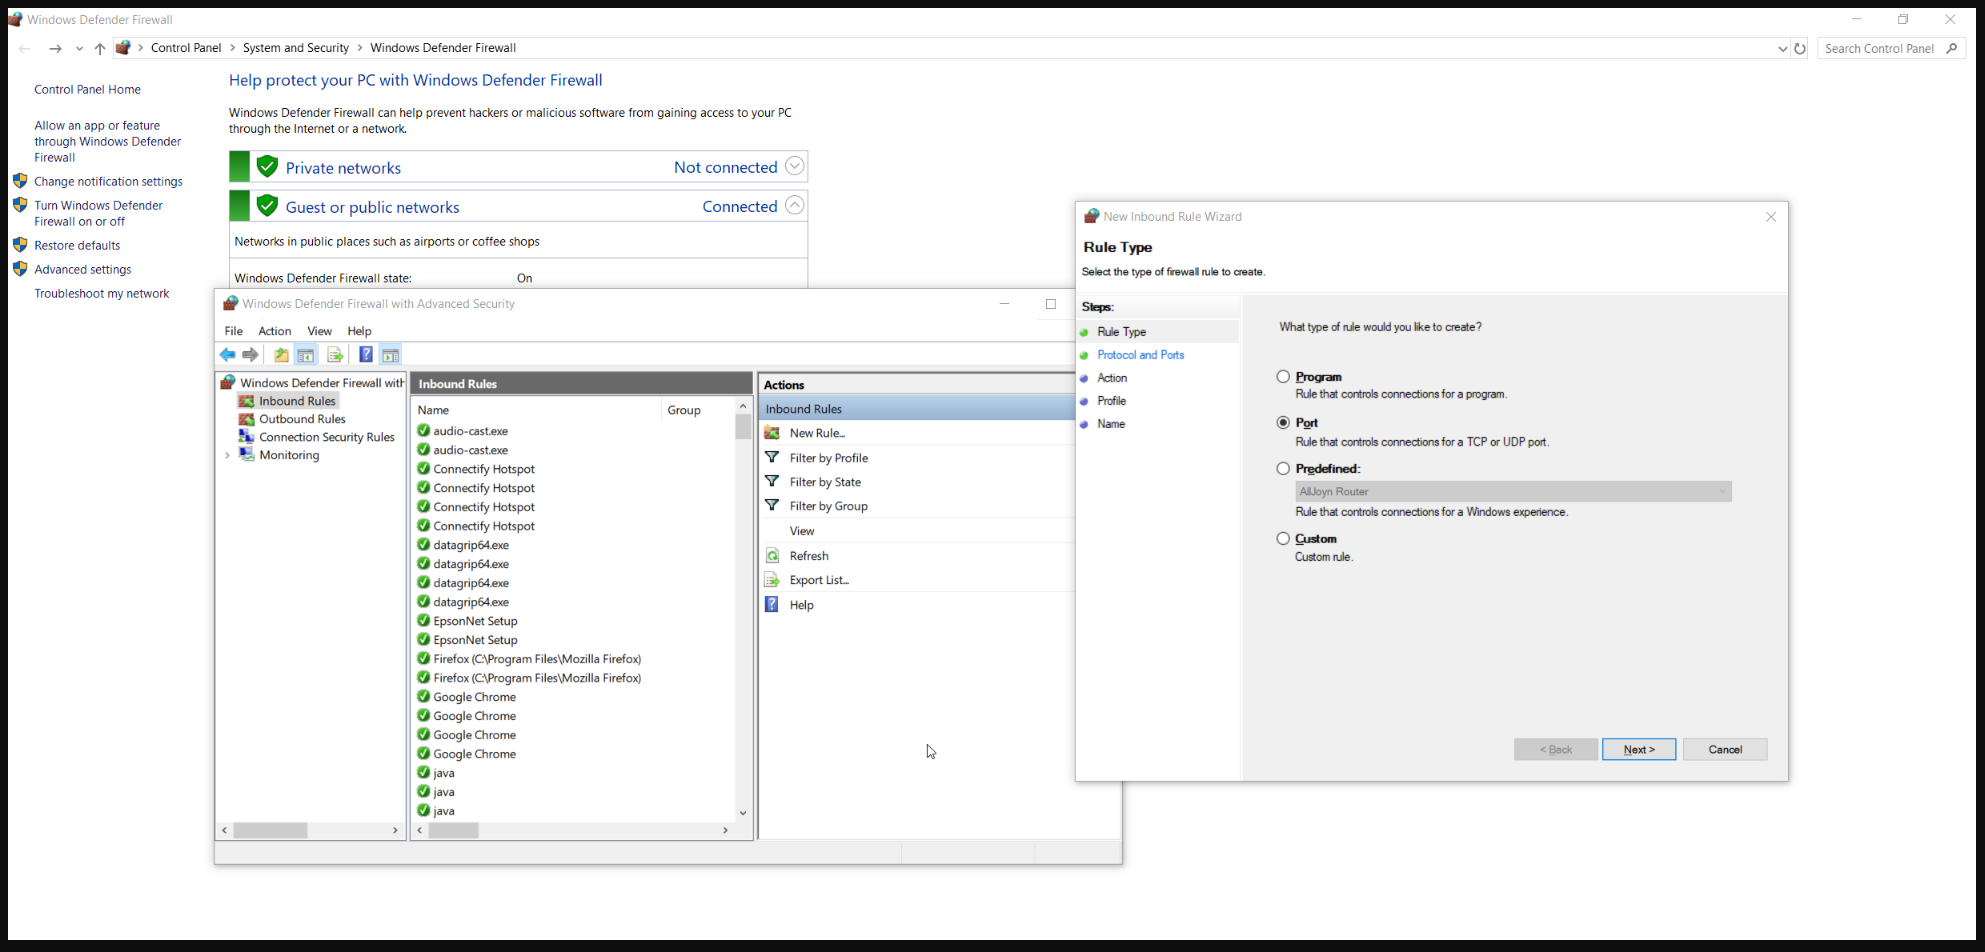 Windows Defender Firewall
Control Panel > System and Security > Windows Defender Firewall
Search Control Panel
Control Panel Home
Allow an app or feature
through Windows Defender
Firewall
Change notification settings
Turn Windows Defender
Firewall on or off
Restore defaults
Advanced settings
Troubleshoot my network
Help protect your PC with Windows Defender Firewall
Windows Defender Firewall can help prevent hackers or malicious software from gaining access to your PC
through the Internet or a network.
Private networks Not connected
Guest or public networks Connected
Networks in public places such as airports or coffee shops
Windows Defender Firewall state: On
Windows Defender Firewall with Advanced Security
File Action View Help
Windows Defender Firewall with
Inbound Rules
Outbound Rules
Connection Security Rules
Monitoring
Inbound Rules
Name Group
audio-cast.exe
audio-cast.exe
Connectify Hotspot
Connectify Hotspot
Connectify Hotspot
Connectify Hotspot
datagrip64.exe
datagrip64.exe
datagrip64.exe
datagrip64.exe
EpsonNet Setup
EpsonNet Setup
Firefox (C:\Program Files\Mozilla Firefox)
Firefox (C:\Program Files\Mozilla Firefox)
Google Chrome
Google Chrome
Google Chrome
Google Chrome
java
java
java
Actions
Inbound Rules
New Rule...
Filter by Profile
Filter by State
Filter by Group
View
Refresh
Export List...
Help
New Inbound Rule Wizard
Rule Type
Select the type of firewall rule to create.
Steps:
Rule Type
Protocol and Ports
Action
Profile
Name
What type of rule would you like to create?
Program
Rule that controls connections for a program.
Port
Rule that controls connections for a TCP or UDP port.
Predefined:
AllJoyn Router
Rule that controls connections for a Windows experience.
Custom
Custom rule.
< Back Next > Cancel